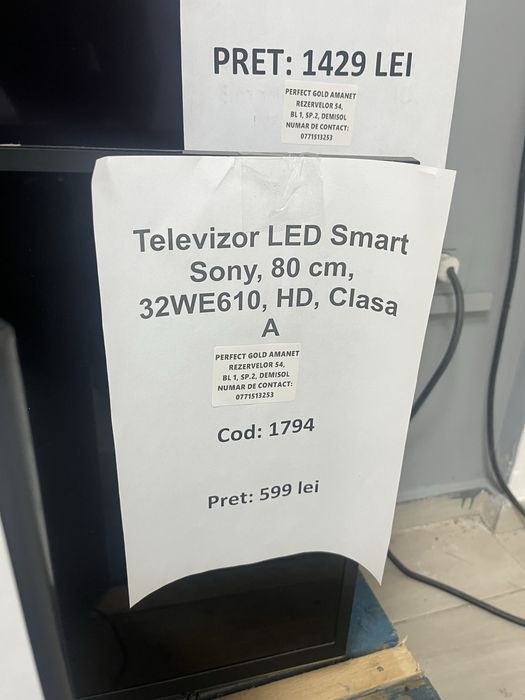 PRET: 1429 LEI
PERFECT GOLD AMANET
REZERVELOR 54,
BL 1, SP.2, DEMISOL
NUMAR DE CONTACT:
0771513253
Televizor LED Smart
Sony, 80 cm,
32WE610, HD, Clasa
A
PERFECT GOLD AMANET
REZERVELOR 54,
BL 1, SP.2, DEMISOL
NUMAR DE CONTACT:
0771513253
Cod: 1794
Pret: 599 lei